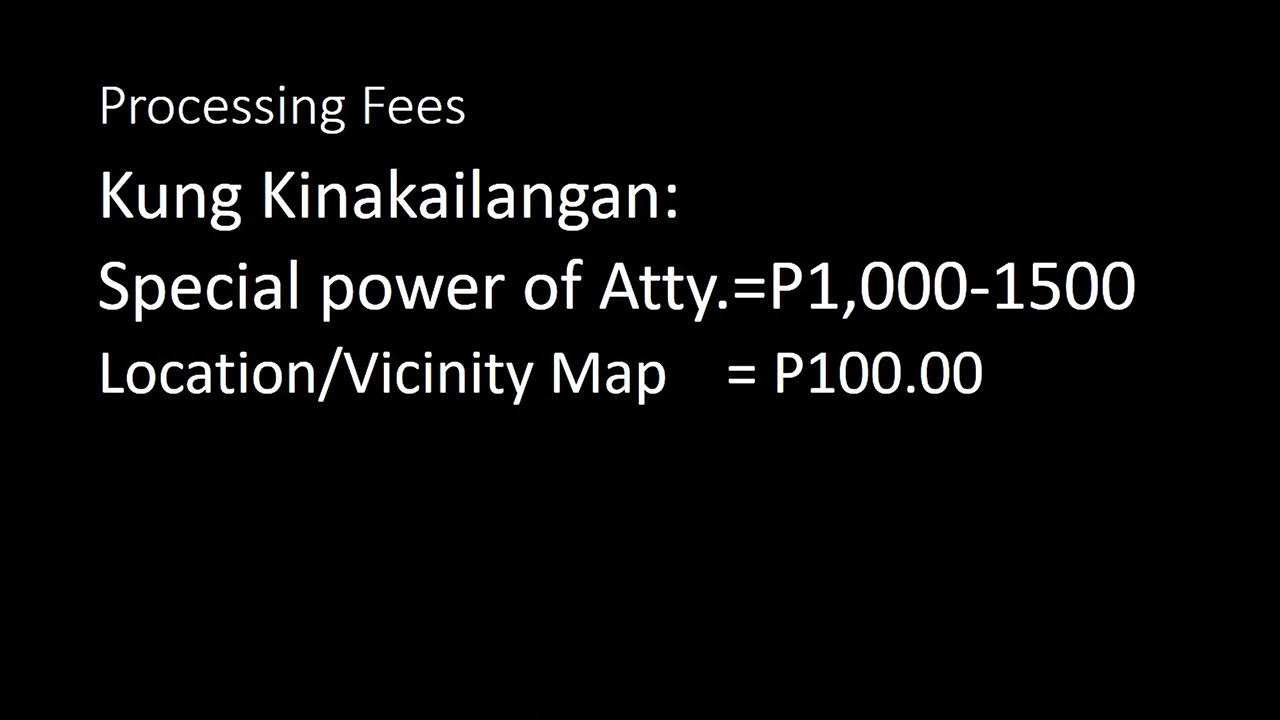 Processing Fees
Kung Kinakailangan:
Special power of Atty.=P1,000-1500
Location/Vicinity Map = P100.00